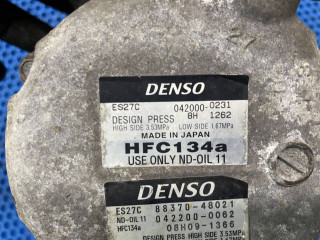 21
DENSO
ES27C 042000-0231
DESIGN PRESS 8H 1262
HIGH SIDE 3.53MPa LOW SIDE 1.67MPa
MADE IN JAPAN
HFC134a
USE ONLY ND-OIL 11
DENSO
ES27C 88370-48021
ND-OIL 11 042200-0062
HFC134a 08H09-1366
DESIGN PRESS HIGH SIDE 3.53MPa